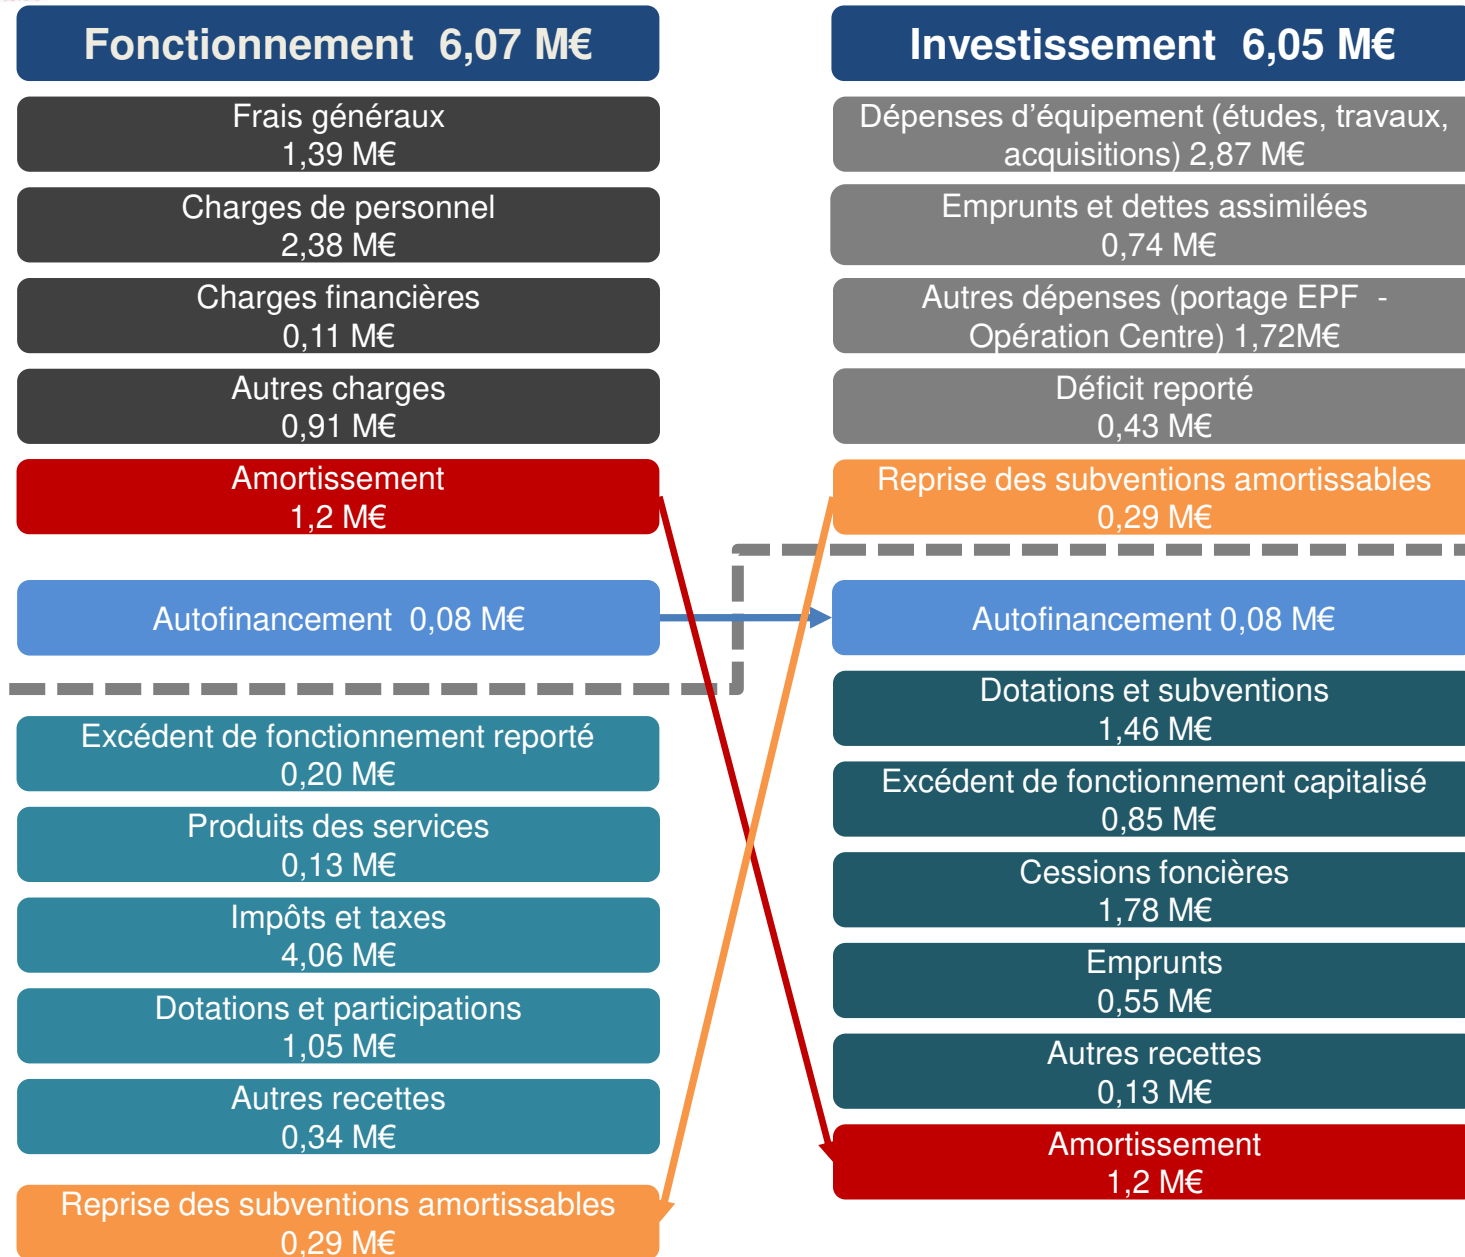 Fonctionnement 6,07 M€
Frais généraux
1,39 M€
Charges de personnel
2,38 M€
Charges financières
0,11 M€
Autres charges
0,91 M€
Amortissement
1,2 M€
Autofinancement 0,08 M€
Excédent de fonctionnement reporté
0,20 M€
Produits des services
0,13 M€
Impôts et taxes
4,06 M€
Dotations et participations
1,05 M€
Autres recettes
0,34 M€
Reprise des subventions amortissables
0,29 M€
Investissement 6,05 M€
Dépenses d’équipement (études, travaux,
acquisitions) 2,87 M€
Emprunts et dettes assimilées
0,74 M€
Autres dépenses (portage EPF -
Opération Centre) 1,72M€
Déficit reporté
0,43 M€
Reprise des subventions amortissables
0,29 M€
Autofinancement 0,08 M€
Dotations et subventions
1,46 M€
Excédent de fonctionnement capitalisé
0,85 M€
Cessions foncières
1,78 M€
Emprunts
0,55 M€
Autres recettes
0,13 M€
Amortissement
1,2 M€